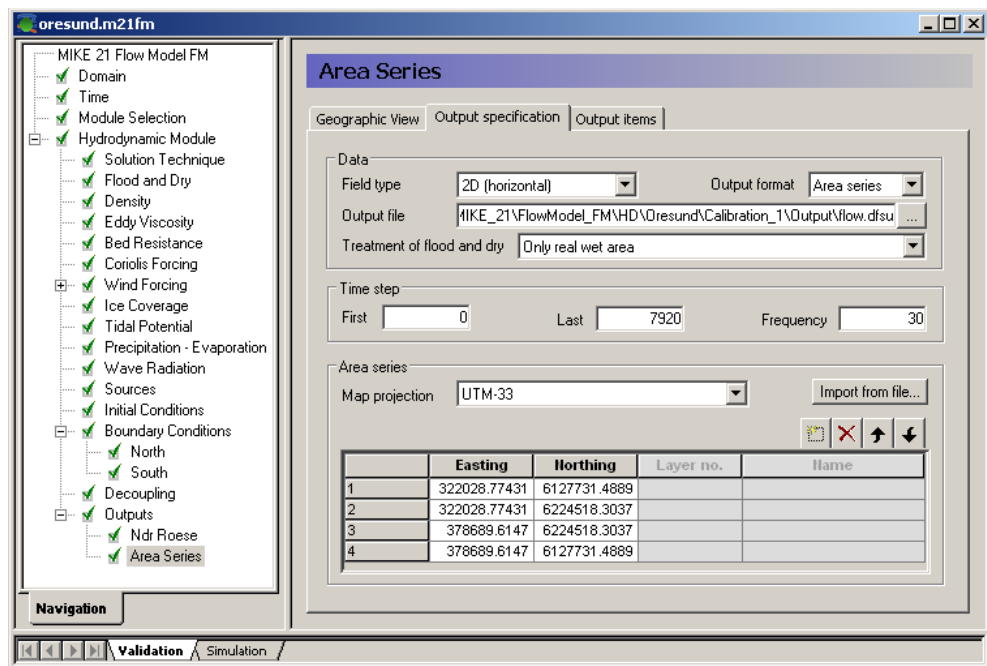 oresund.m21fm
MIKE 21 Flow Model FM
Domain
Time
Module Selection
Hydrodynamic Module
Solution Technique
Flood and Dry
Density
Eddy Viscosity
Bed Resistance
Coriolis Forcing
Wind Forcing
Ice Coverage
Tidal Potential
Precipitation - Evaporation
Wave Radiation
Sources
Initial Conditions
Boundary Conditions
North
South
Decoupling
Outputs
Ndr Roese
Area Series
Navigation
Area Series
Geographic View Output specification Output items
Data
Field type 2D (horizontal) Output format Area series
Output file MIKE_21\FlowModel_FM\HD\Oresund\Calibration_1\Output\flow.dfsu ...
Treatment of flood and dry Only real wet area
Time step
First 0 Last 7920 Frequency 30
Area series
Map projection UTM-33 Import from file...
Easting Northing Layer no. Name
1 322028.77431 6127731.4889
2 322028.77431 6224518.3037
3 378689.6147 6224518.3037
4 378689.6147 6127731.4889
Validation Simulation